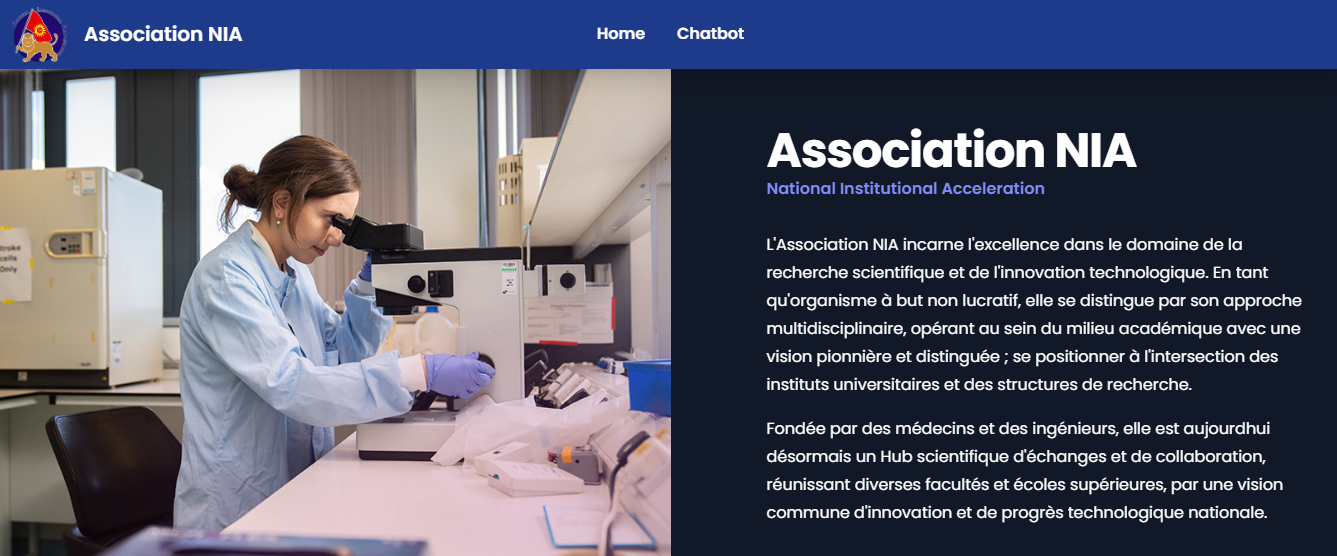 Association NIA
Home
Chatbot
troke
cells
Only
Association NIA
National Institutional Acceleration
L'Association NIA incarne l'excellence dans le domaine de la
recherche scientifique et de l'innovation technologique. En tant
qu'organisme à but non lucratif, elle se distingue par son approche
multidisciplinaire, opérant au sein du milieu académique avec une
vision pionnière et distinguée ; se positionner à l'intersection des
instituts universitaires et des structures de recherche.
Fondée par des médecins et des ingénieurs, elle est aujourdhui
désormais un Hub scientifique d'échanges et de collaboration,
réunissant diverses facultés et écoles supérieures, par une vision
commune d'innovation et de progrès technologique nationale.